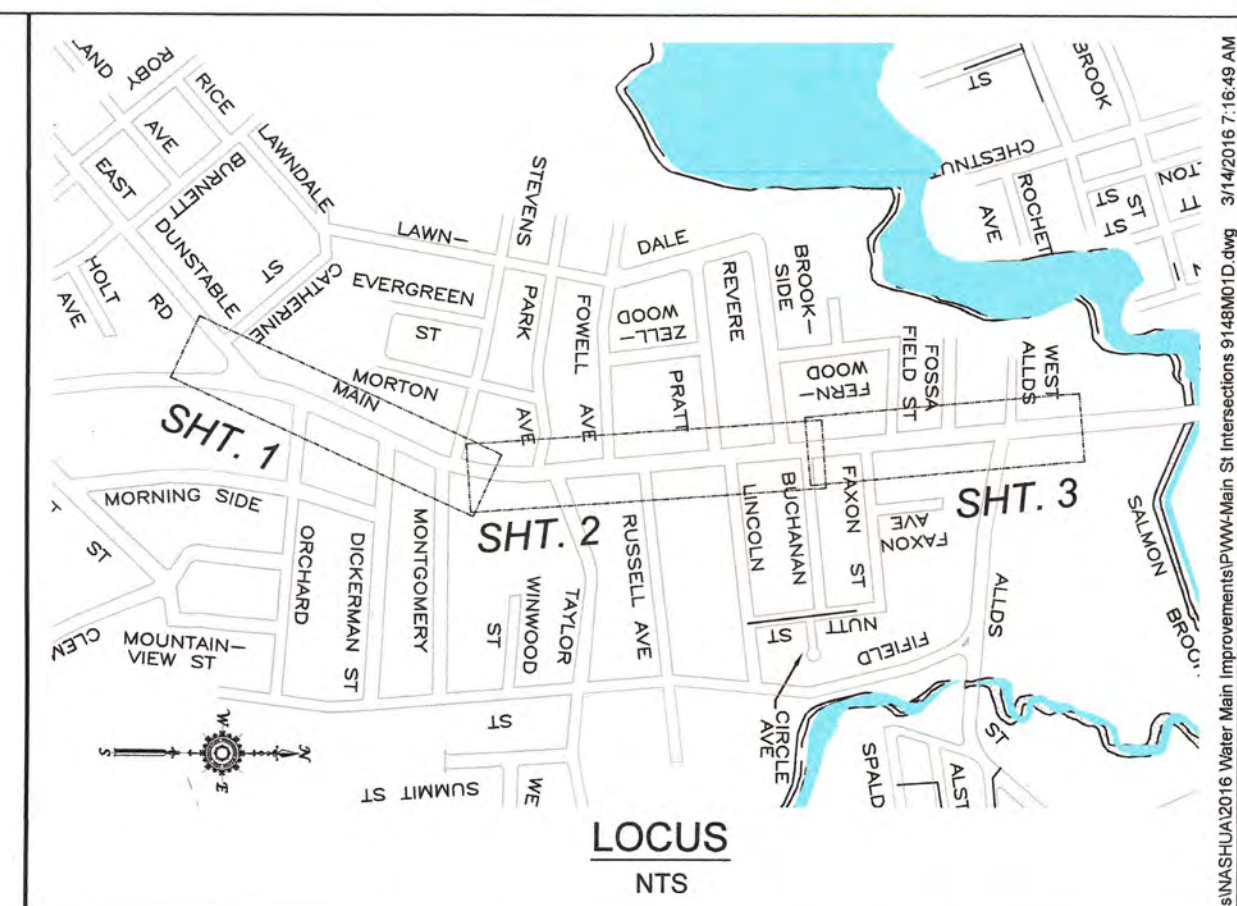 LAND
ROBY
RICE
LAWNDALE
AVE
EAST
BURNETT
DUNSTABLE
ST
HOLT
AVE
RD
CATHERINE
LAWN-
DALE
STEVENS
EVERGREEN
ST
PARK
AVE
FOWELL
AVE
ZELL-
WOOD
REVERE
BROOK-
SIDE
PRATT
FERN-
WOOD
FOSSA
FIELD ST
WEST
ALLDS
ST
BROOK
CHESTNUT
AVE
ROCHET
ST
ST
ST
TON
MORTON
MAIN
SHT. 1
SHT. 2
SHT. 3
MORNING SIDE
ST
ORCHARD
DICKERMAN ST
MONTGOMERY
WINWOOD
ST
TAYLOR
RUSSELL AVE
LINCOLN
BUCHANAN
FAXON ST
FAXON
AVE
NUTT
ST
FIFIELD
ALLDS
ST
SALMON
BROO
CLEM
MOUNTAIN-
VIEW ST
ST
SUMMIT ST
WE
CIRCLE
AVE
SPALD
ALST
S
W
E
N
LOCUS
NTS
s\NASHUA\2016 Water Main Improvements\PWW-Main St Intersections 9148M01D.dwg 3/14/2016 7:16:49 AM